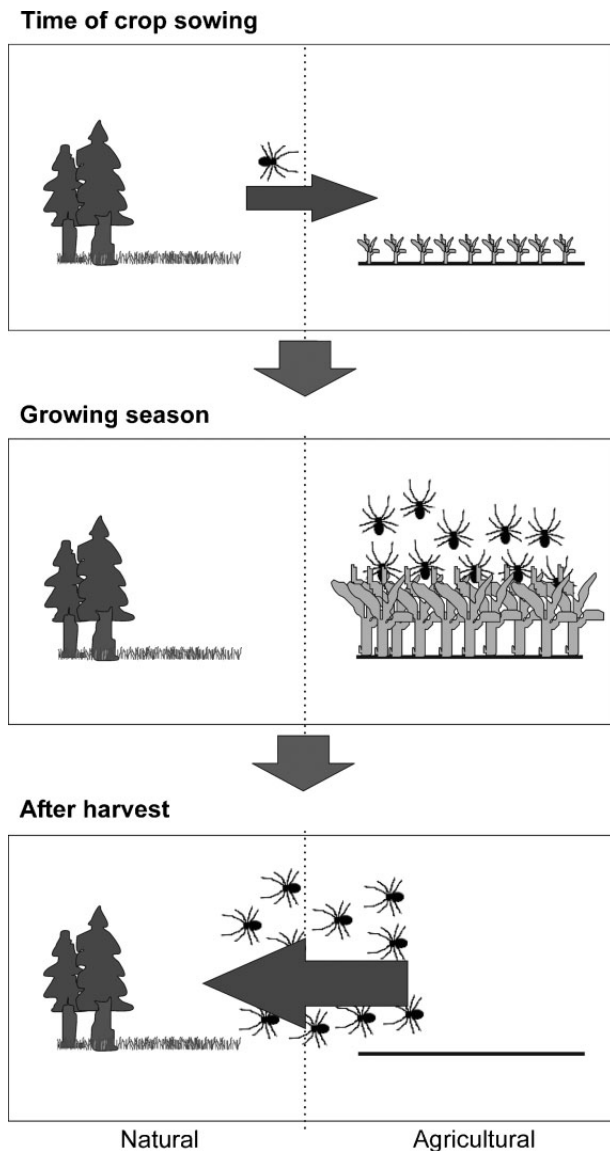 Time of crop sowing
Growing season
After harvest
Natural Agricultural